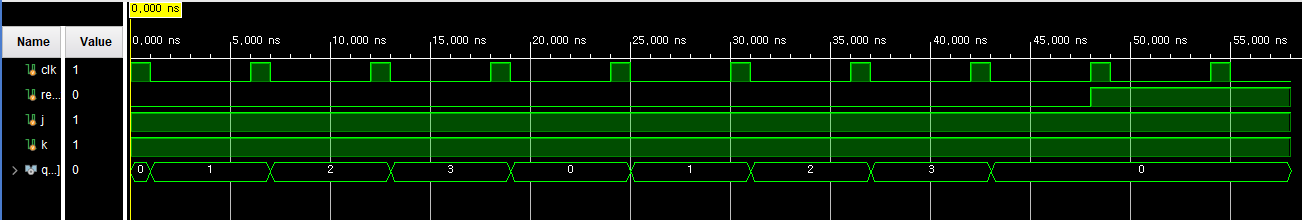 0,000 ns
Name Value
0,000 ns 5,000 ns 10,000 ns 15,000 ns 20,000 ns 25,000 ns 30,000 ns 35,000 ns 40,000 ns 45,000 ns 50,000 ns 55,000 ns
clk 1
re... 0
j 1
k 1
q...] 0 0 1 2 3 0 1 2 3 0